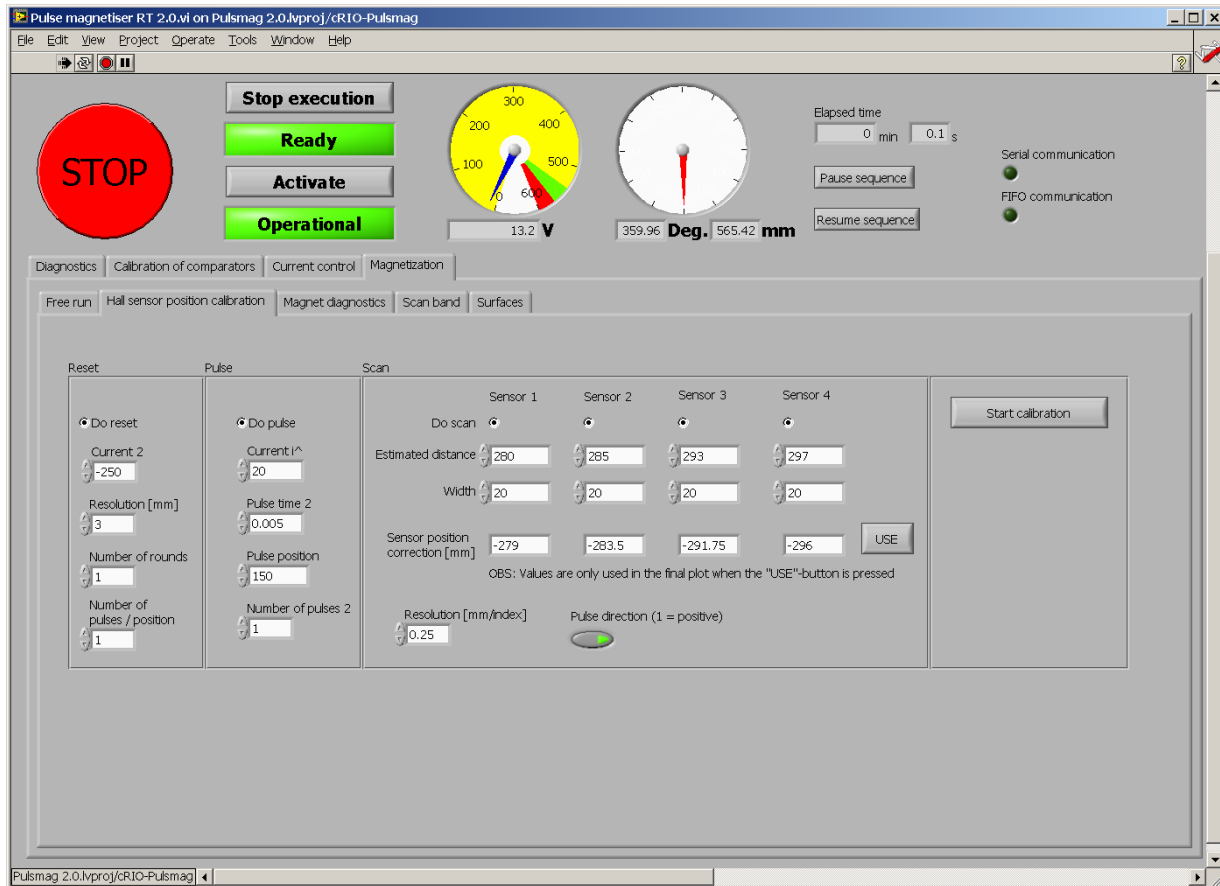 Pulse magnetiser RT 2.0.vi on Pulsmag 2.0.lvproj/cRIO-Pulsmag
File Edit View Project Operate Tools Window Help
STOP
Stop execution
Ready
Activate
Operational
0 100 200 300 400 500 600
13.2 V
359.96 Deg. 565.42 mm
Elapsed time
0 min 0.1 s
Pause sequence
Resume sequence
Serial communication
FIFO communication
Diagnostics Calibration of comparators Current control Magnetization
Free run Hall sensor position calibration Magnet diagnostics Scan band Surfaces
Reset
Do reset
Current 2
-250
Resolution [mm]
3
Number of rounds
1
Number of
pulses / position
1
Pulse
Do pulse
Current i^
20
Pulse time 2
0.005
Pulse position
150
Number of pulses 2
1
Scan
Sensor 1 Sensor 2 Sensor 3 Sensor 4
Do scan
Estimated distance 280 285 293 297
Width 20 20 20 20
Sensor position
correction [mm] -279 -283.5 -291.75 -296 USE
OBS: Values are only used in the final plot when the "USE"-button is pressed
Resolution [mm/index]
0.25
Pulse direction (1 = positive)
Start calibration
Pulsmag 2.0.lvproj/cRIO-Pulsmag